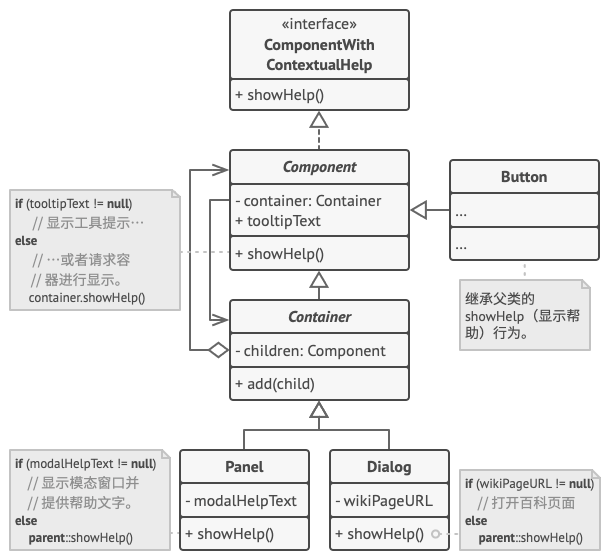 «interface»
ComponentWith
ContextualHelp
+ showHelp()
Component
- container: Container
+ tooltipText
+ showHelp()
Button
...
...
if (tooltipText != null)
// 显示工具提示…
else
// …或者请求容
// 器进行显示。
container.showHelp()
继承父类的
showHelp（显示帮
助）行为。
Container
- children: Component
+ add(child)
if (modalHelpText != null)
// 显示模态窗口并
// 提供帮助文字。
else
parent::showHelp()
Panel
- modalHelpText
+ showHelp()
Dialog
- wikiPageURL
+ showHelp()
if (wikiPageURL != null)
// 打开百科页面
else
parent::showHelp()